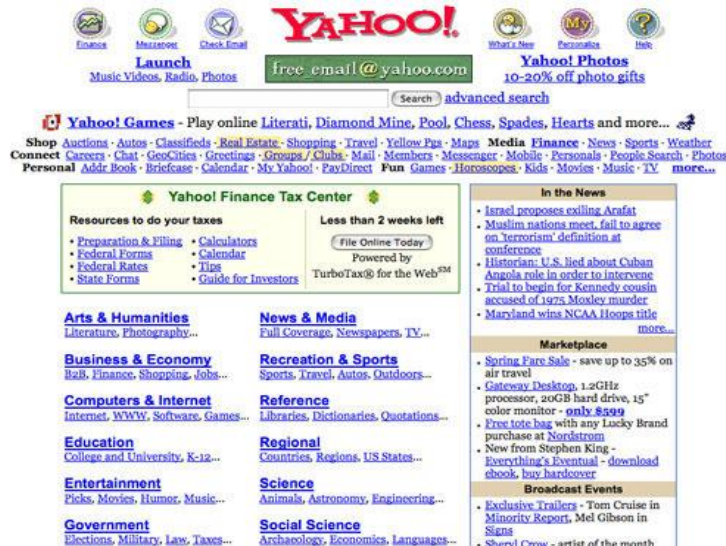 YAHOO!
Finance
Messenger
Check Email
What's New
Personalize
Help
Launch
Music Videos, Radio, Photos
free email@yahoo.com
Yahoo! Photos
10-20% off photo gifts
Search advanced search
Yahoo! Games - Play online Literati, Diamond Mine, Pool, Chess, Spades, Hearts and more...
Shop Auctions · Autos · Classifieds · Real Estate · Shopping · Travel · Yellow Pgs · Maps Media Finance · News · Sports · Weather
Connect Careers · Chat · GeoCities · Greetings · Groups / Clubs · Mail · Members · Messenger · Mobile · Personals · People Search · Photos
Personal Addr Book · Briefcase · Calendar · My Yahoo! · PayDirect Fun Games · Horoscopes · Kids · Movies · Music · TV more...
Yahoo! Finance Tax Center
Resources to do your taxes
• Preparation & Filing
• Federal Forms
• Federal Rates
• State Forms
• Calculators
• Calendar
• Tips
• Guide for Investors
Less than 2 weeks left
File Online Today
Powered by
TurboTax® for the Web℠
Arts & Humanities
Literature, Photography...
News & Media
Full Coverage, Newspapers, TV...
Business & Economy
B2B, Finance, Shopping, Jobs...
Recreation & Sports
Sports, Travel, Autos, Outdoors...
Computers & Internet
Internet, WWW, Software, Games...
Reference
Libraries, Dictionaries, Quotations...
Education
College and University, K-12...
Regional
Countries, Regions, US States...
Entertainment
Picks, Movies, Humor, Music...
Science
Animals, Astronomy, Engineering...
Government
Elections, Military, Law, Taxes...
Social Science
Archaeology, Economics, Languages...
In the News
• Israel proposes exiling Arafat
• Muslim nations meet, fail to agree
on 'terrorism' definition at
conference
• Historian: U.S. lied about Cuban
Angola role in order to intervene
• Trial to begin for Kennedy cousin
accused of 1975 Moxley murder
• Maryland wins NCAA Hoops title
more...
Marketplace
• Spring Fare Sale - save up to 35% on
air travel
• Gateway Desktop, 1.2GHz
processor, 20GB hard drive, 15"
color monitor - only $599
• Free tote bag with any Lucky Brand
purchase at Nordstrom
• New from Stephen King -
Everything's Eventual - download
ebook, buy hardcover
Broadcast Events
• Exclusive Trailers - Tom Cruise in
Minority Report, Mel Gibson in
Signs
• Sheryl Crow - artist of the month